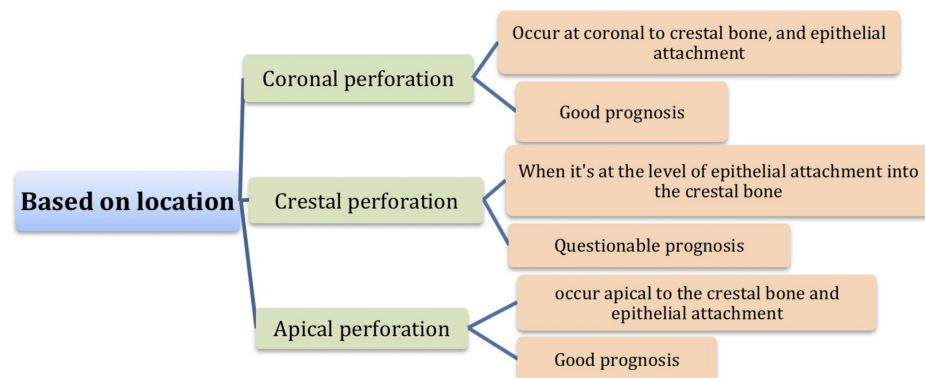 Based on location
Coronal perforation
Occur at coronal to crestal bone, and epithelial
attachment
Good prognosis
Crestal perforation
When it's at the level of epithelial attachment into
the crestal bone
Questionable prognosis
Apical perforation
occur apical to the crestal bone and
epithelial attachment
Good prognosis